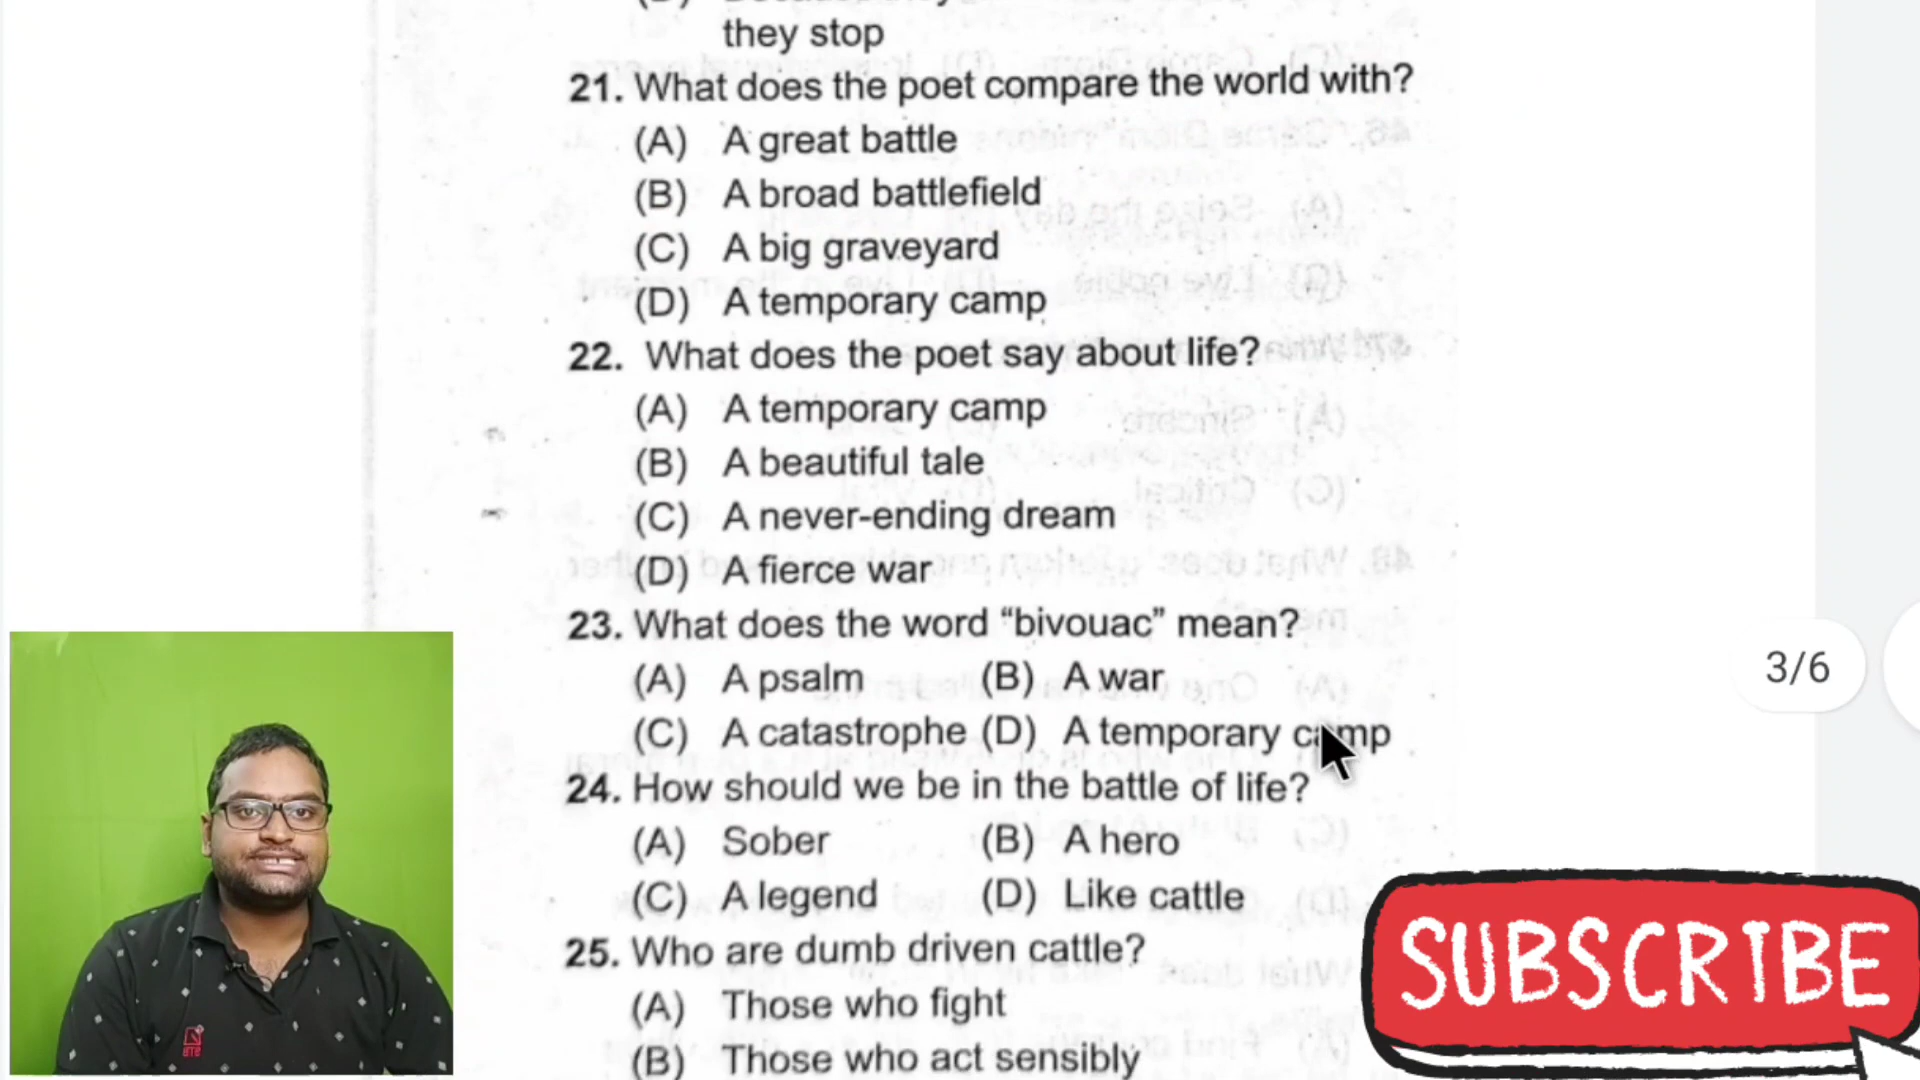 they stop
21. What does the poet compare the world with?
(A) A great battle
(B) A broad battlefield
(C) A big graveyard
(D) A temporary camp
22. What does the poet say about life?
(A) A temporary camp
(B) A beautiful tale
(C) A never-ending dream
(D) A fierce war
23. What does the word “bivouac” mean?
(A) A psalm (B) A war
(C) A catastrophe (D) A temporary camp
24. How should we be in the battle of life?
(A) Sober (B) A hero
(C) A legend (D) Like cattle
25. Who are dumb driven cattle?
(A) Those who fight
(B) Those who act sensibly
3/6
SUBSCRIBE